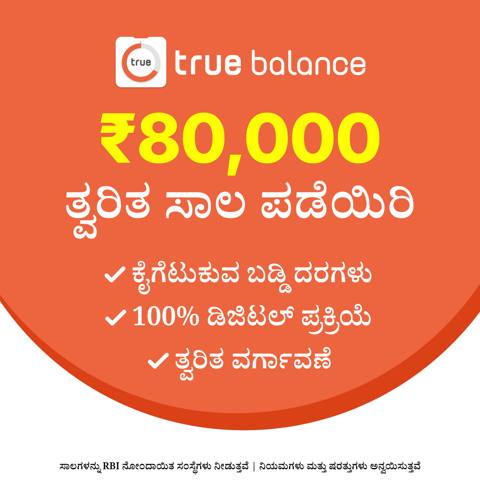 true
true balance
₹80,000
ತ್ವರಿತ ಸಾಲ ಪಡೆಯಿರಿ
ಕೈಗೆಟುಕುವ ಬಡ್ಡಿ ದರಗಳು
100% ಡಿಜಿಟಲ್ ಪ್ರಕ್ರಿಯೆ
ತ್ವರಿತ ವರ್ಗಾವಣೆ
ಸಾಲಗಳನ್ನು RBI ನೋಂದಾಯಿತ ಸಂಸ್ಥೆಗಳು ನೀಡುತ್ತವೆ | ನಿಯಮಗಳು ಮತ್ತು ಷರತ್ತುಗಳು ಅನ್ವಯಿಸುತ್ತವೆ